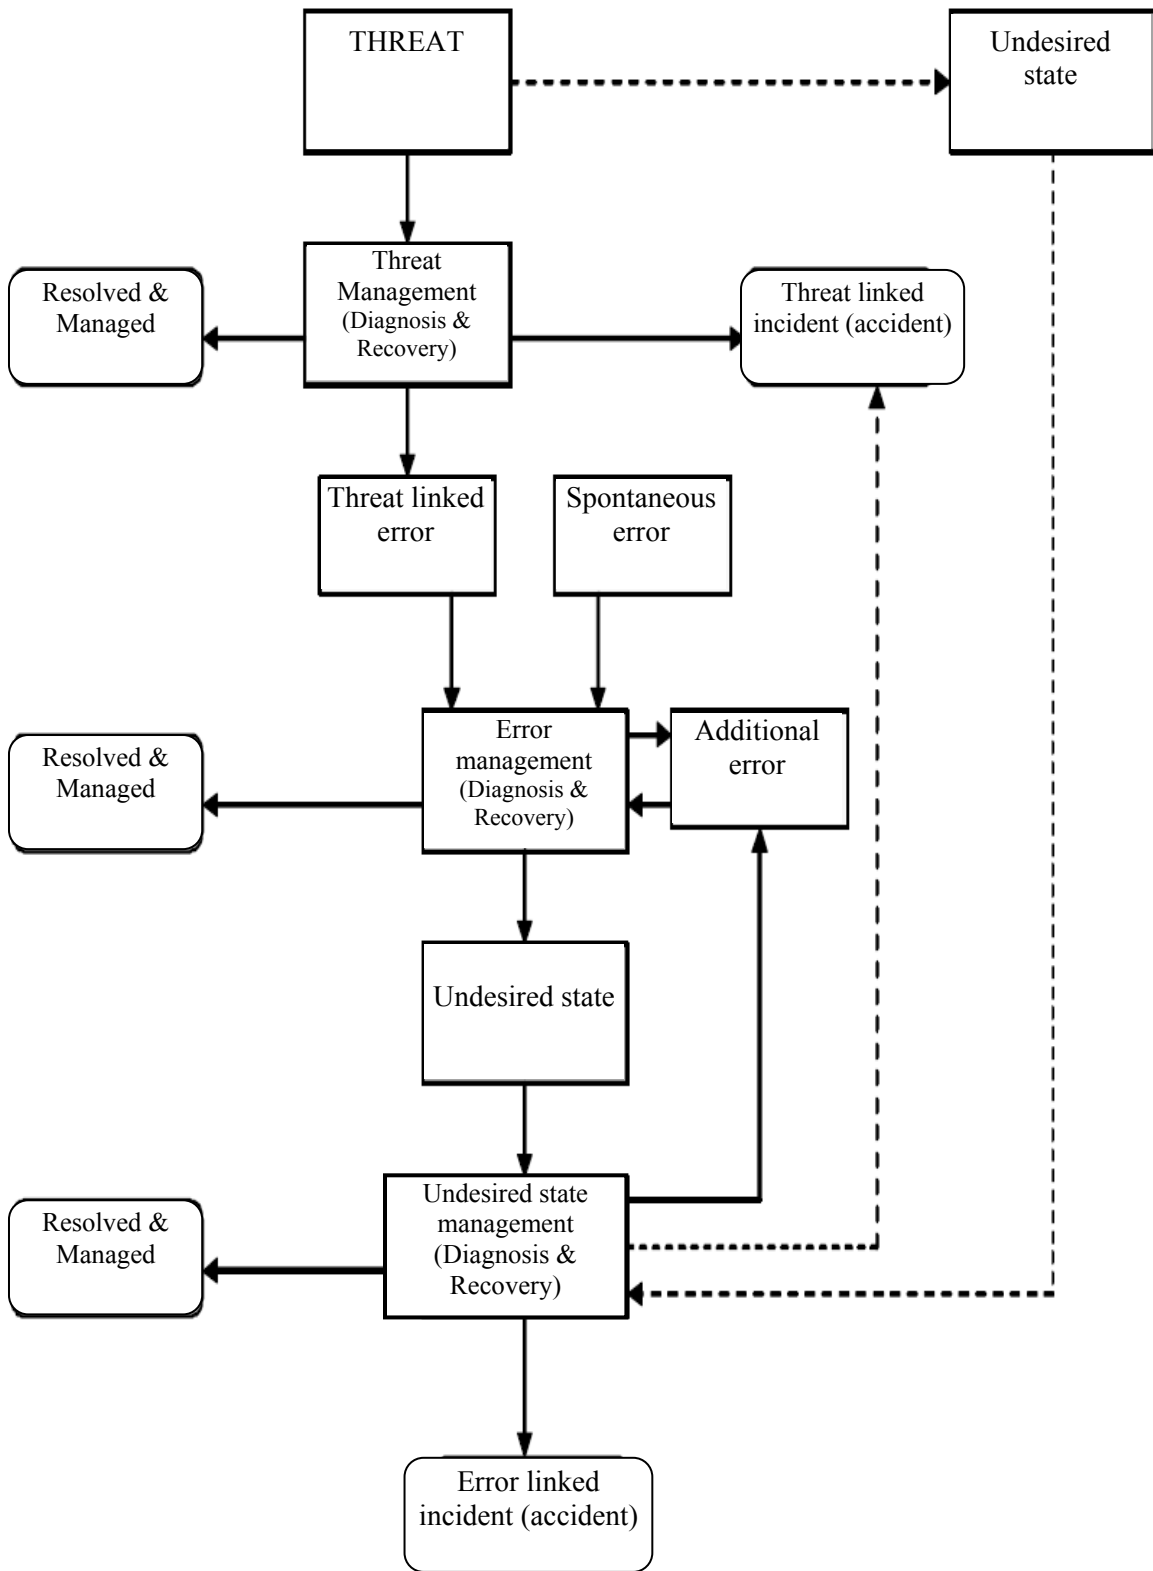 THREAT
Undesired
state
Threat
Management
(Diagnosis &
Recovery)
Resolved &
Managed
Threat linked
incident (accident)
Threat linked
error
Spontaneous
error
Error
management
(Diagnosis &
Recovery)
Additional
error
Resolved &
Managed
Undesired state
Undesired state
management
(Diagnosis &
Recovery)
Resolved &
Managed
Error linked
incident (accident)